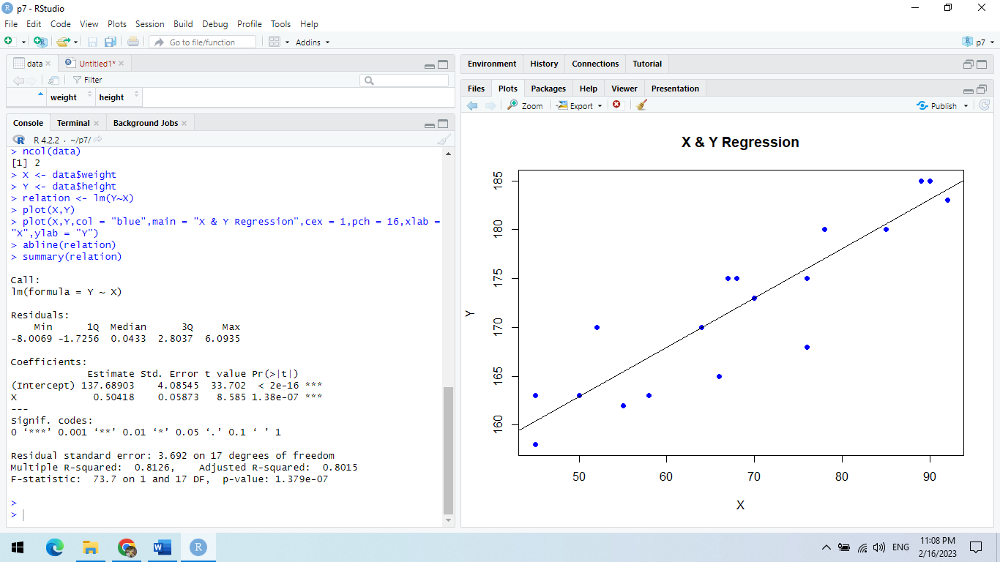 p7 - RStudio
File Edit Code View Plots Session Build Debug Profile Tools Help
Go to file/function Addins p7
data Untitled1*
Filter
weight height
Console Terminal Background Jobs
R 4.2.2 · ~/p7/
> ncol(data)
[1] 2
> X <- data$weight
> Y <- data$height
> relation <- lm(Y~X)
> plot(X,Y)
> plot(X,Y,col = "blue",main = "X & Y Regression",cex = 1,pch = 16,xlab =
"X",ylab = "Y")
> abline(relation)
> summary(relation)
Call:
lm(formula = Y ~ X)
Residuals:
Min 1Q Median 3Q Max
-8.0069 -1.7256 0.0433 2.8037 6.0935
Coefficients:
Estimate Std. Error t value Pr(>|t|)
(Intercept) 137.68903 4.08545 33.702 < 2e-16 ***
X 0.50418 0.05873 8.585 1.38e-07 ***
---
Signif. codes:
0 ‘***’ 0.001 ‘**’ 0.01 ‘*’ 0.05 ‘.’ 0.1 ‘ ’ 1
Residual standard error: 3.692 on 17 degrees of freedom
Multiple R-squared: 0.8126, Adjusted R-squared: 0.8015
F-statistic: 73.7 on 1 and 17 DF, p-value: 1.379e-07
>
>
Environment History Connections Tutorial
Files Plots Packages Help Viewer Presentation
Zoom Export Publish
X & Y Regression
185
180
175
170
165
160
Y
50 60 70 80 90
X
ENG
11:08 PM
2/16/2023